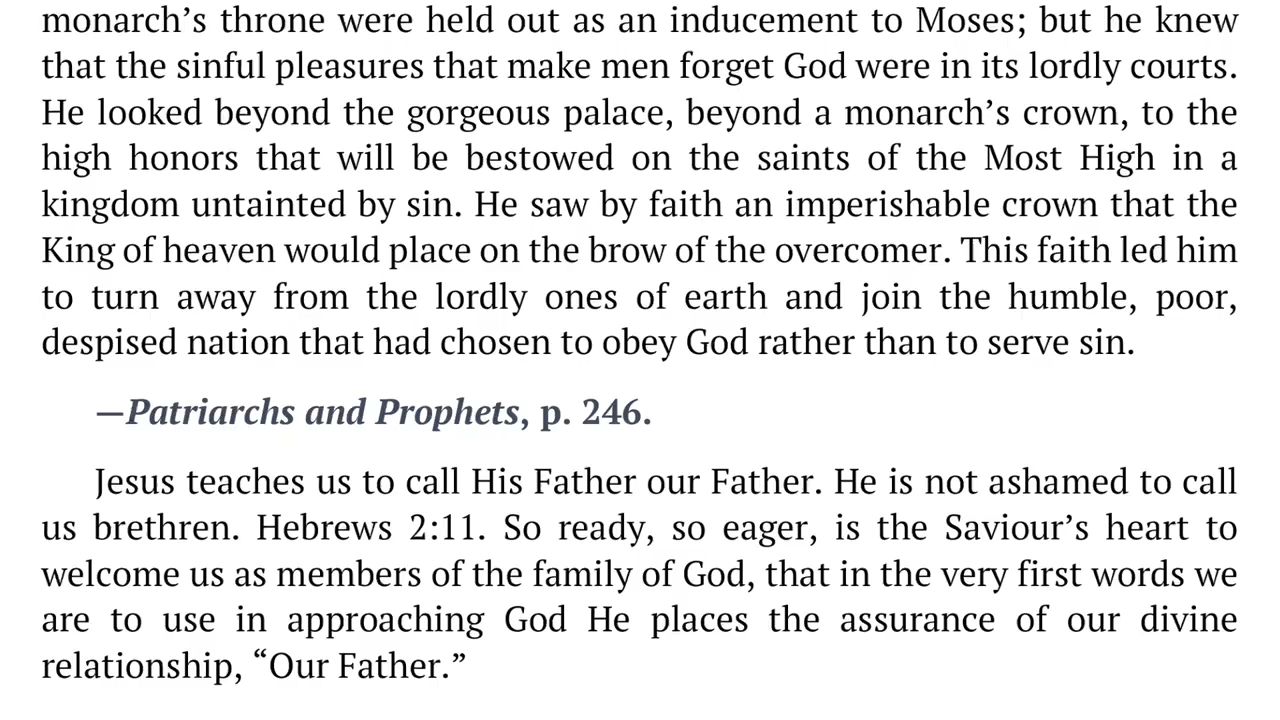 monarch’s throne were held out as an inducement to Moses; but he knew
that the sinful pleasures that make men forget God were in its lordly courts.
He looked beyond the gorgeous palace, beyond a monarch’s crown, to the
high honors that will be bestowed on the saints of the Most High in a
kingdom untainted by sin. He saw by faith an imperishable crown that the
King of heaven would place on the brow of the overcomer. This faith led him
to turn away from the lordly ones of earth and join the humble, poor,
despised nation that had chosen to obey God rather than to serve sin.
—Patriarchs and Prophets, p. 246.
Jesus teaches us to call His Father our Father. He is not ashamed to call
us brethren. Hebrews 2:11. So ready, so eager, is the Saviour’s heart to
welcome us as members of the family of God, that in the very first words we
are to use in approaching God He places the assurance of our divine
relationship, “Our Father.”